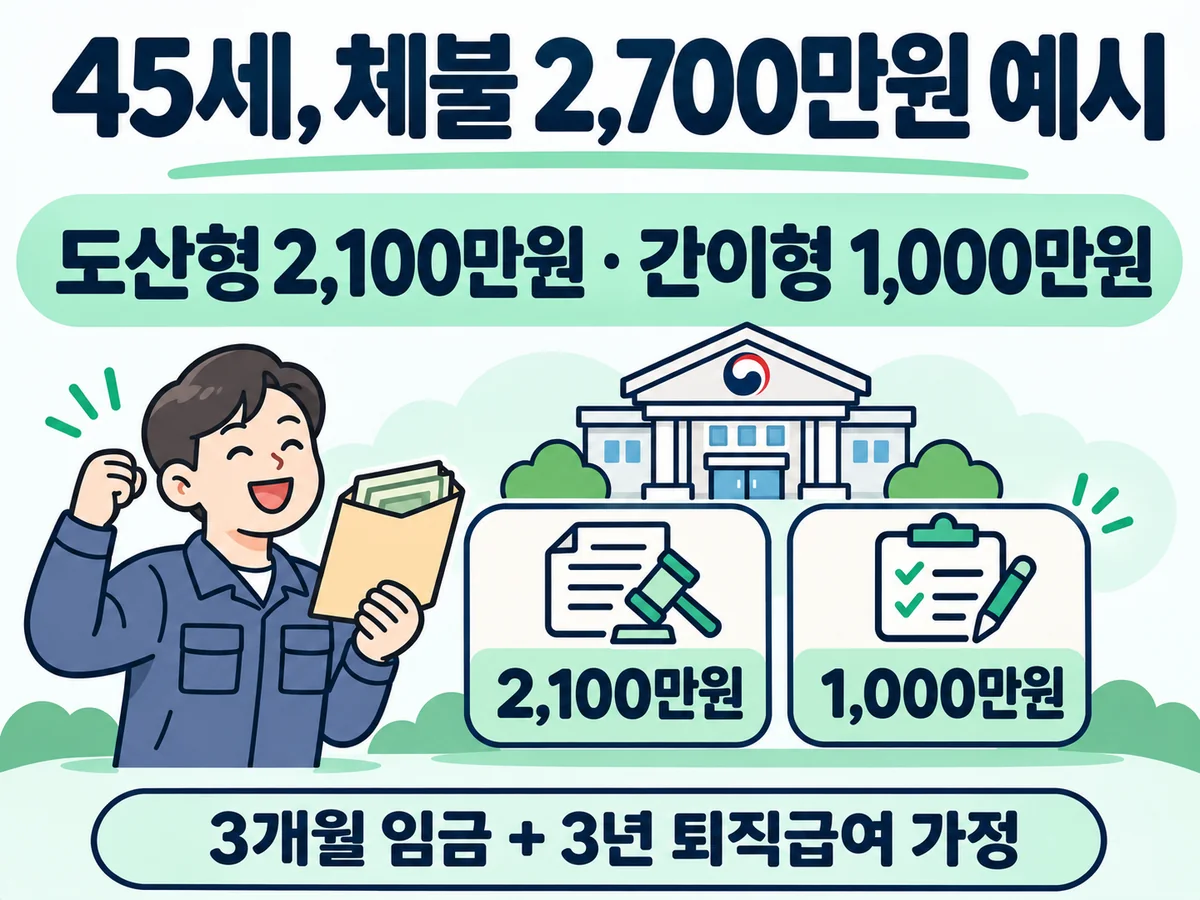 45세, 체불 2,700만원 예시
도산형 2,100만원 · 간이형 1,000만원
2,100만원
1,000만원
3개월 임금 + 3년 퇴직급여 가정